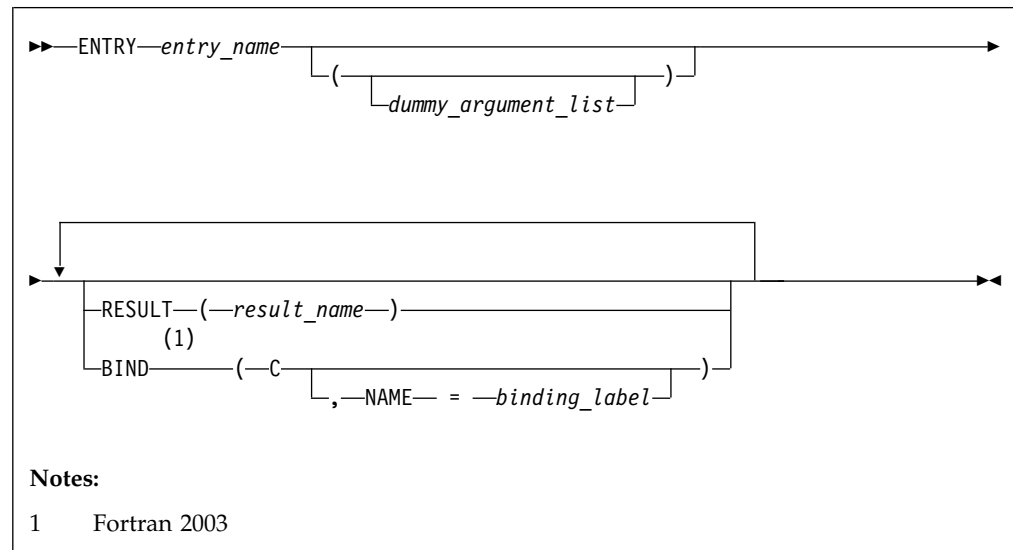 ENTRY entry_name
( )
dummy_argument_list
RESULT ( result_name )
(1)
BIND ( C )
, NAME = binding_label
Notes:
1 Fortran 2003